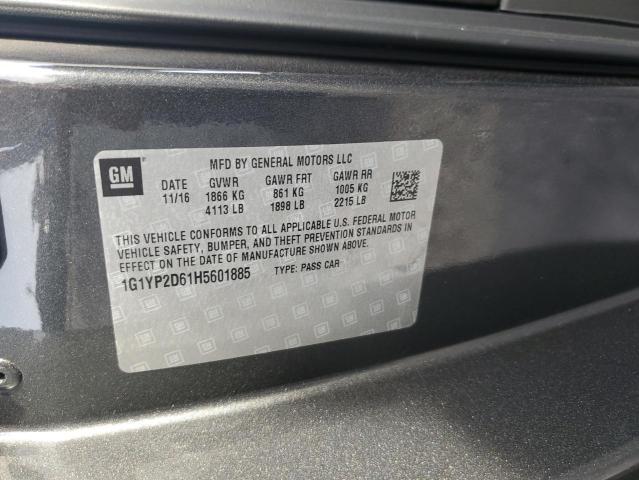 GM
MFD BY GENERAL MOTORS LLC
DATE GVWR GAWR FRT GAWR RR
11/16 1866 KG 861 KG 1005 KG
4113 LB 1898 LB 2215 LB
THIS VEHICLE CONFORMS TO ALL APPLICABLE U.S. FEDERAL MOTOR
VEHICLE SAFETY, BUMPER, AND THEFT PREVENTION STANDARDS IN
EFFECT ON THE DATE OF MANUFACTURE SHOWN ABOVE.
1G1YP2D61H5601885 TYPE: PASS CAR